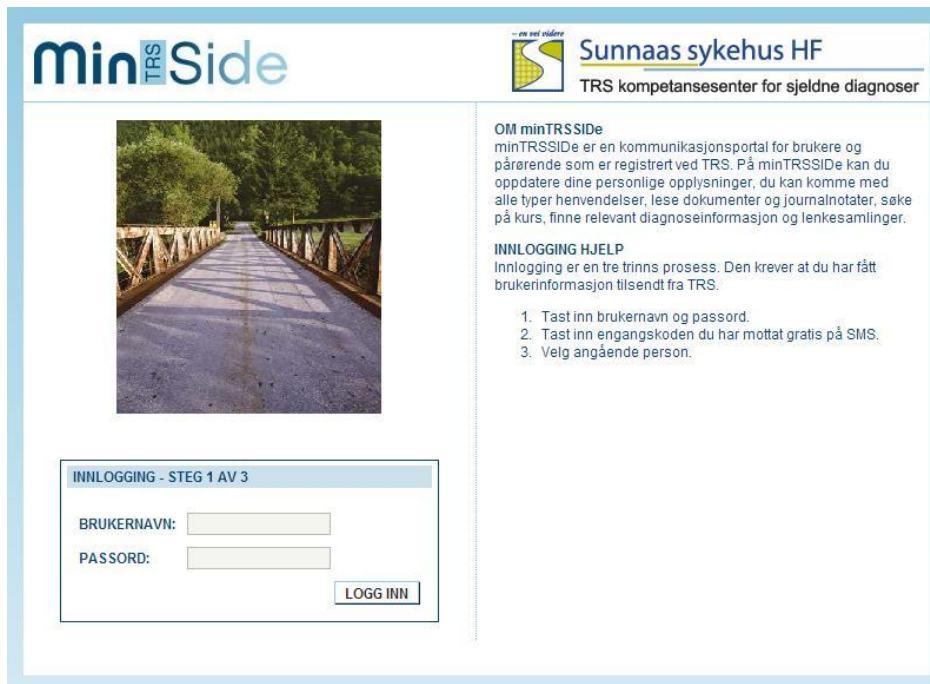 Min TRS Side
– en vei videre
Sunnaas sykehus HF
TRS kompetansesenter for sjeldne diagnoser
OM minTRSSIDe
minTRSSIDe er en kommunikasjonsportal for brukere og
pårørende som er registrert ved TRS. På minTRSSIDe kan du
oppdatere dine personlige opplysninger, du kan komme med
alle typer henvendelser, lese dokumenter og journalnotater, søke
på kurs, finne relevant diagnoseinformasjon og lenkesamlinger.
INNLOGGING HJELP
Innlogging er en tre trinns prosess. Den krever at du har fått
brukerinformasjon tilsendt fra TRS.
1. Tast inn brukernavn og passord.
2. Tast inn engangskoden du har mottat gratis på SMS.
3. Velg angående person.
INNLOGGING - STEG 1 AV 3
BRUKERNAVN:
PASSORD:
LOGG INN